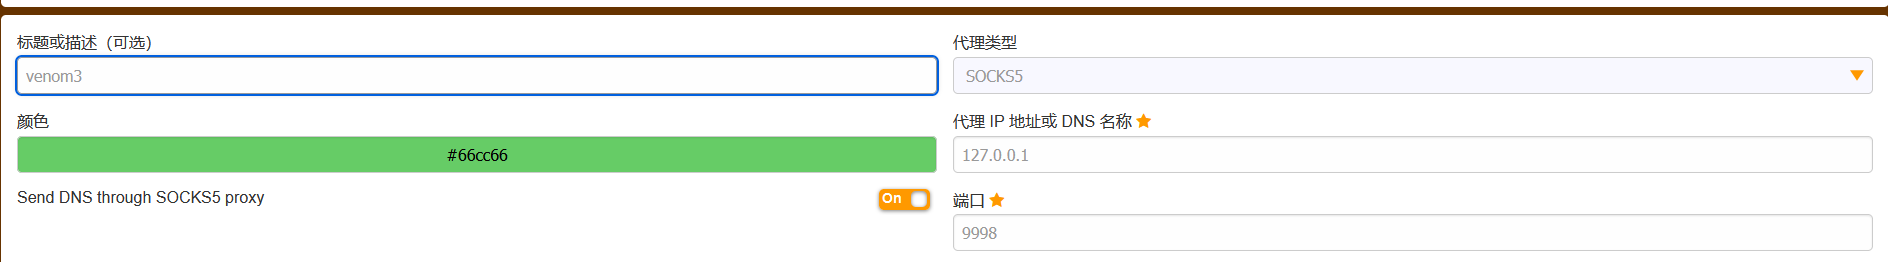 标题或描述（可选）
venom3
颜色
#66cc66
Send DNS through SOCKS5 proxy
On
代理类型
SOCKS5
代理 IP 地址或 DNS 名称
127.0.0.1
端口
9998